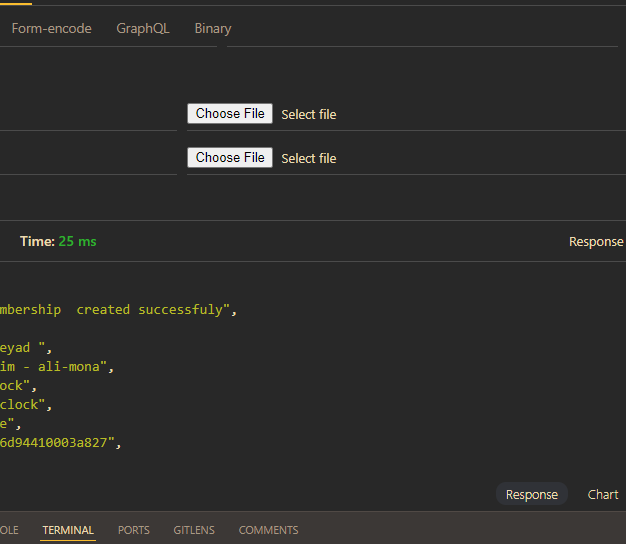 Form-encode GraphQL Binary
Choose File Select file
Choose File Select file
Time: 25 ms Response
mbership  created successfuly",
eyad ",
im - ali-mona",
ock",
clock",
e",
6d94410003a827",
Response Chart
OLE TERMINAL PORTS GITLENS COMMENTS